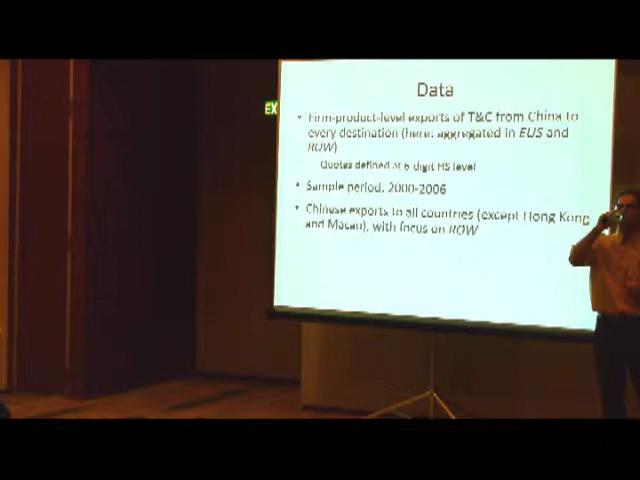 Data
EX
• Firm-product-level exports of T&C from China to
every destination (here: aggregated in EUS and
ROW)
Quotas defined at 6 digit HS level
• Sample period: 2000-2006
• Chinese exports to all countries (except Hong Kong
and Macau), with focus on ROW